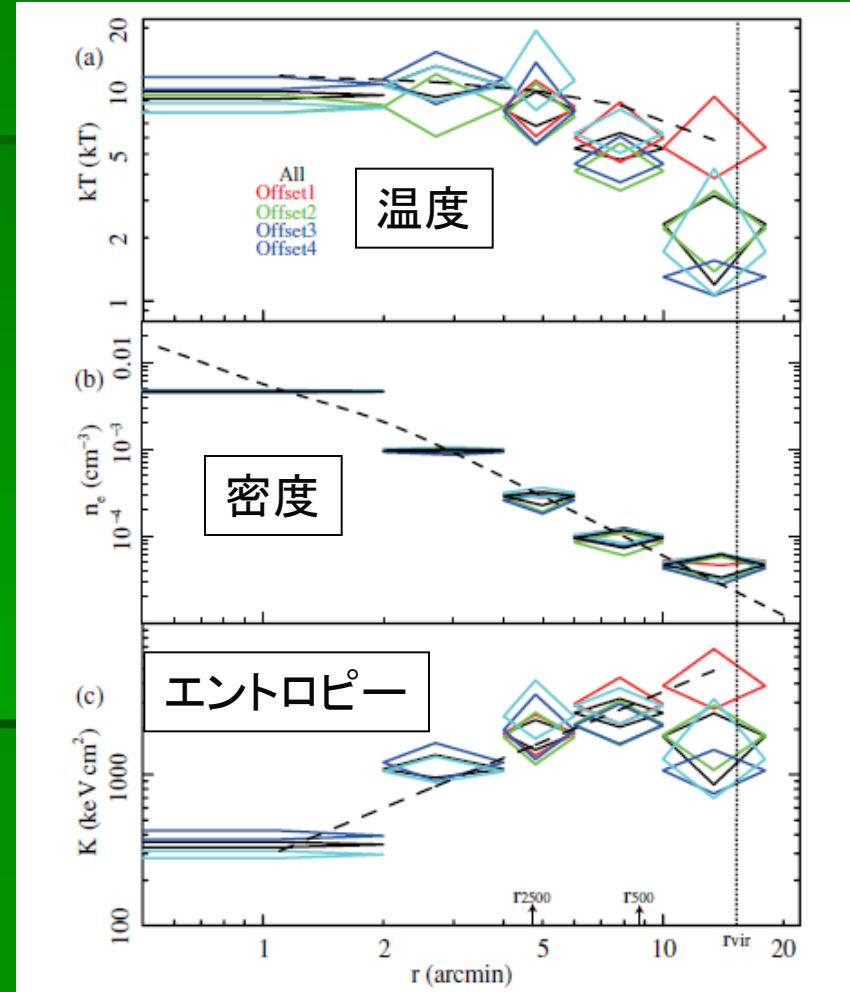 (a)
20
10
5
2
1
kT (kT)
All
Offset1
Offset2
Offset3
Offset4
温度
(b)
0.01
10⁻³
10⁻⁴
nₑ (cm⁻³)
密度
(c)
エントロピー
1000
100
K (keV cm²)
r2500
r500
rvir
1 2 5 10 20
r (arcmin)